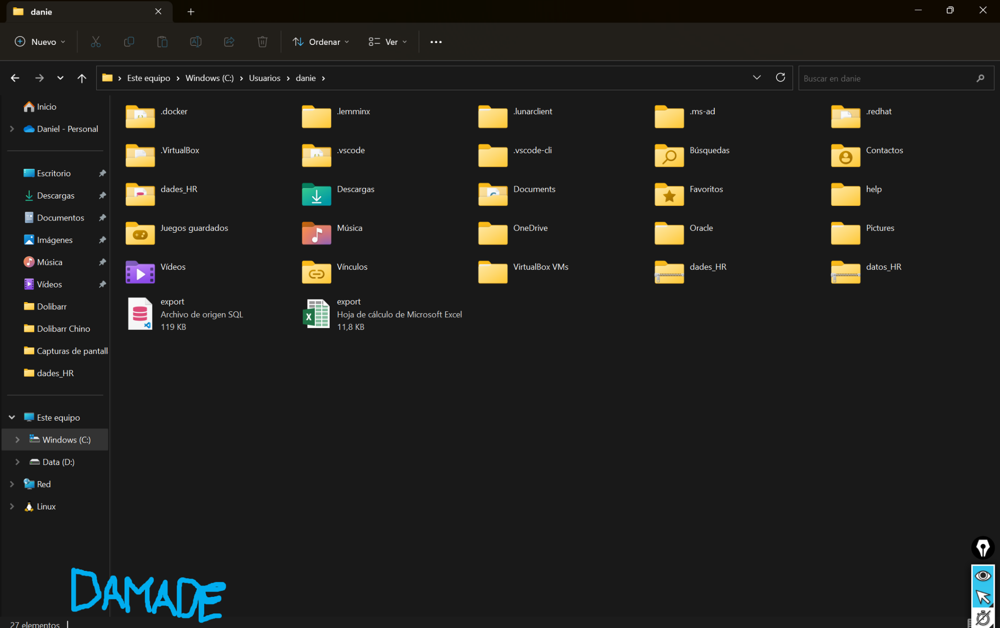 danie
Nuevo
Ordenar
Ver
Este equipo
Windows (C:)
Usuarios
danie
Buscar en danie
Inicio
Daniel - Personal
Escritorio
Descargas
Documentos
Imágenes
Música
Vídeos
Dolibarr
Dolibarr Chino
Capturas de pantall
dades_HR
Este equipo
Windows (C:)
Data (D:)
Red
Linux
.docker
.lemminx
.lunarclient
.ms-ad
.redhat
.VirtualBox
.vscode
.vscode-cli
Búsquedas
Contactos
dades_HR
Descargas
Documents
Favoritos
help
Juegos guardados
Música
OneDrive
Oracle
Pictures
Vídeos
Vínculos
VirtualBox VMs
dades_HR
datos_HR
export
Archivo de origen SQL
119 KB
export
Hoja de cálculo de Microsoft Excel
11,8 KB
DAMADE
27 elementos